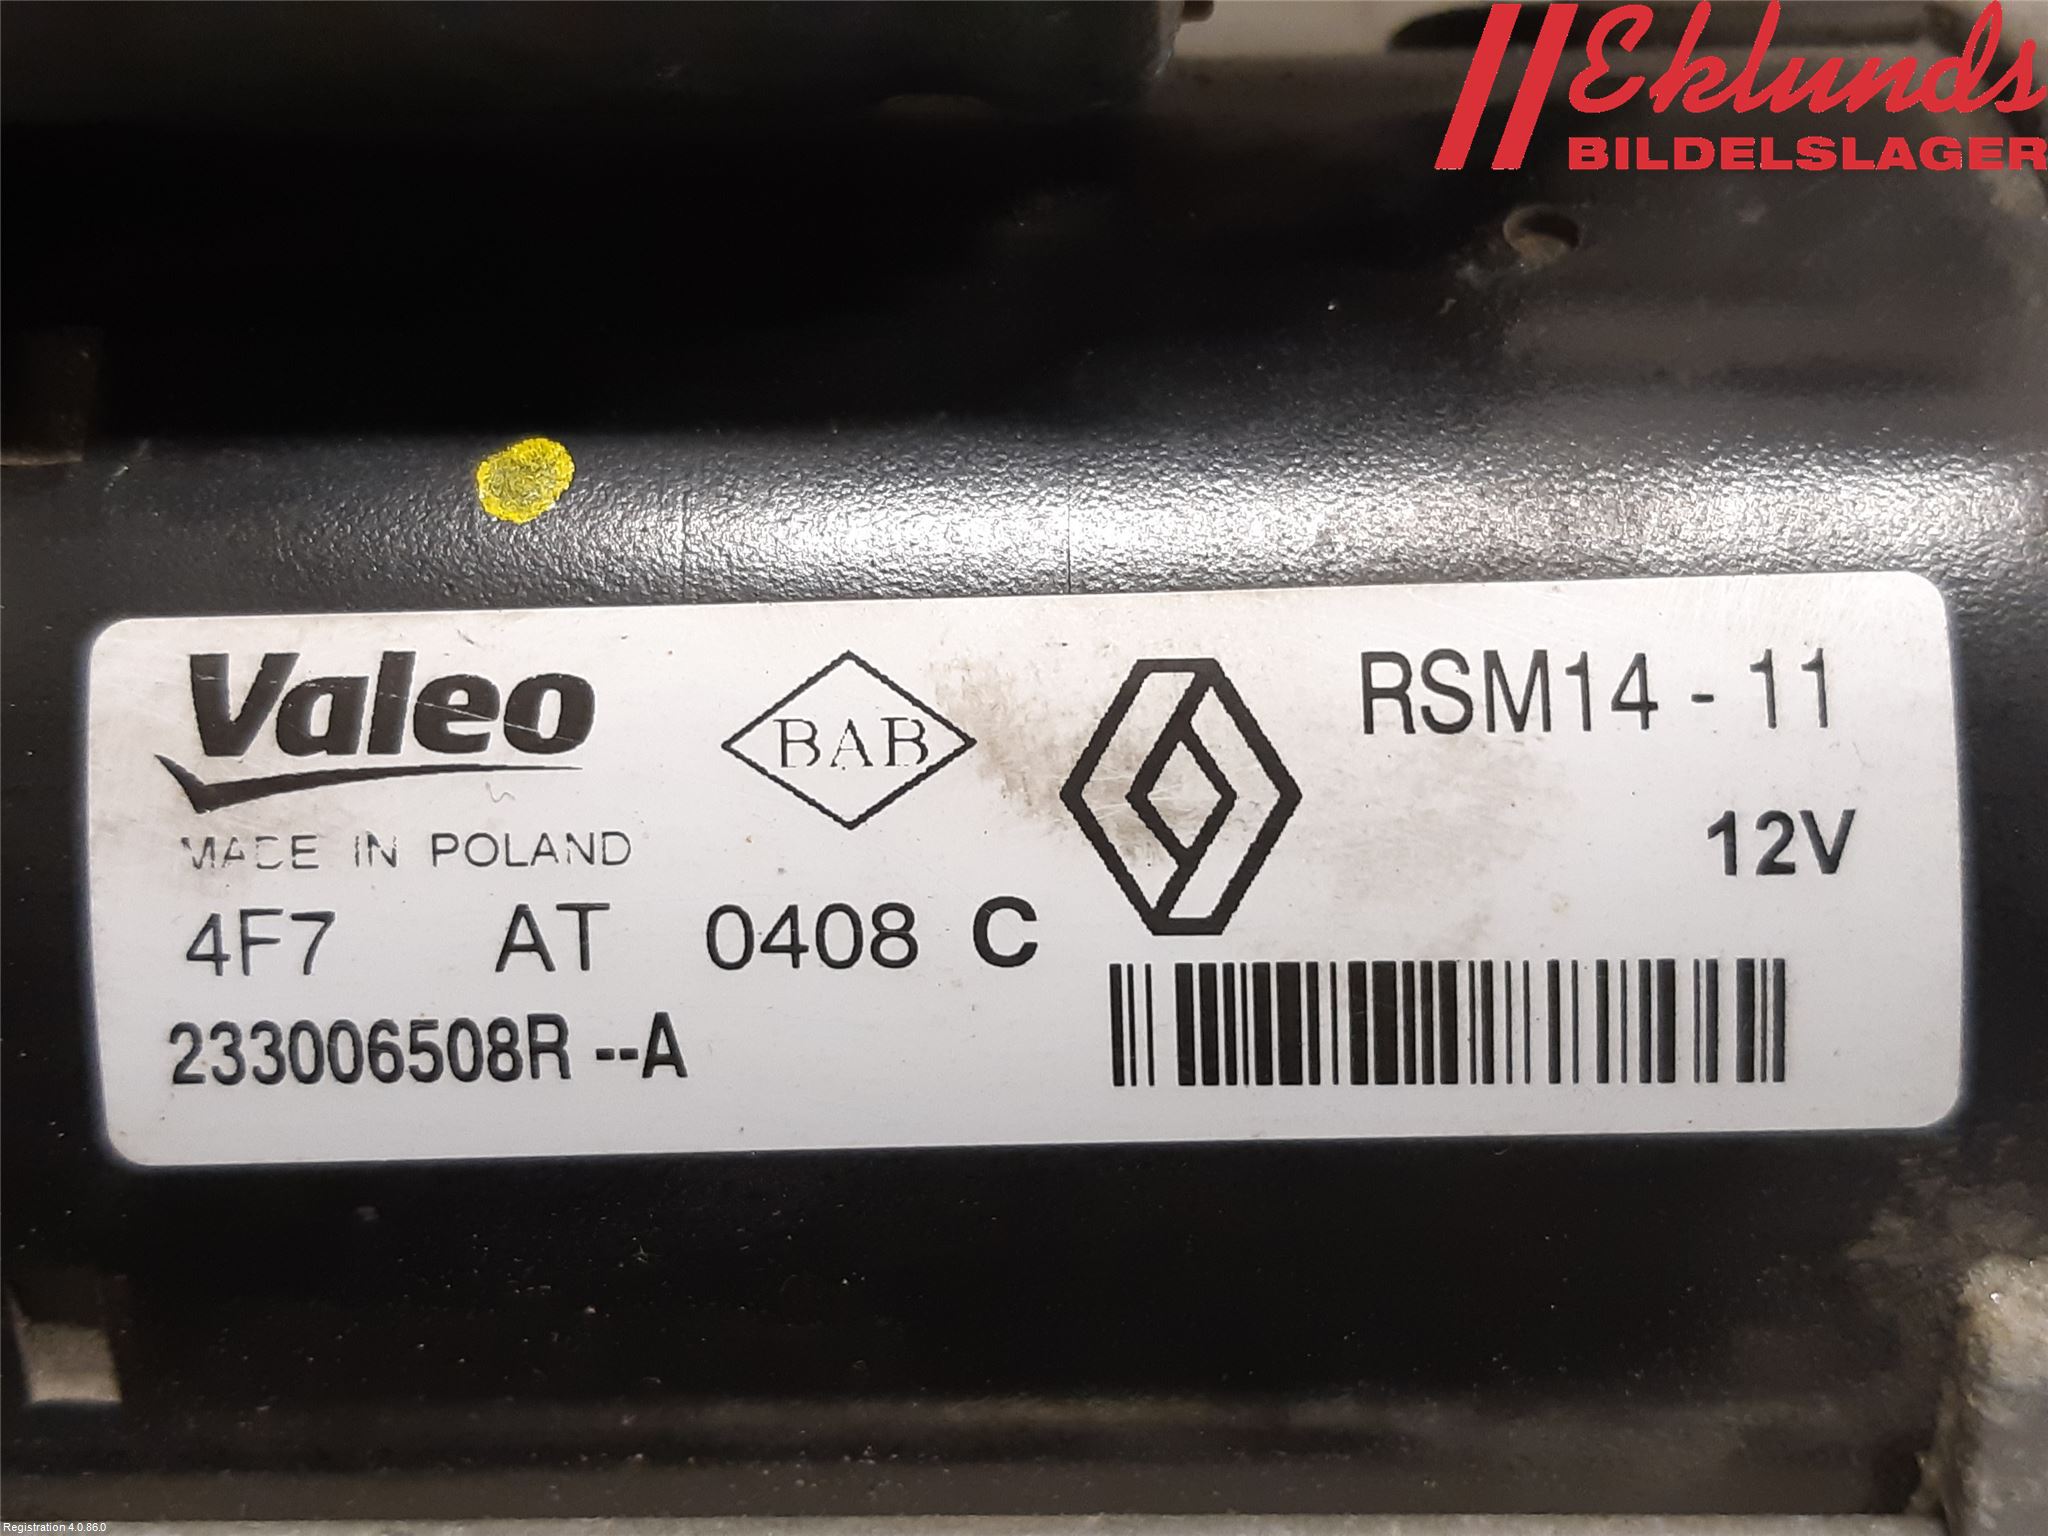 Eklunds
BILDELSLAGER
Valeo
BAB
RSM14 - 11
MADE IN POLAND
12V
4F7 AT 0408 C
233006508R --A
Registration 4.0.86.0